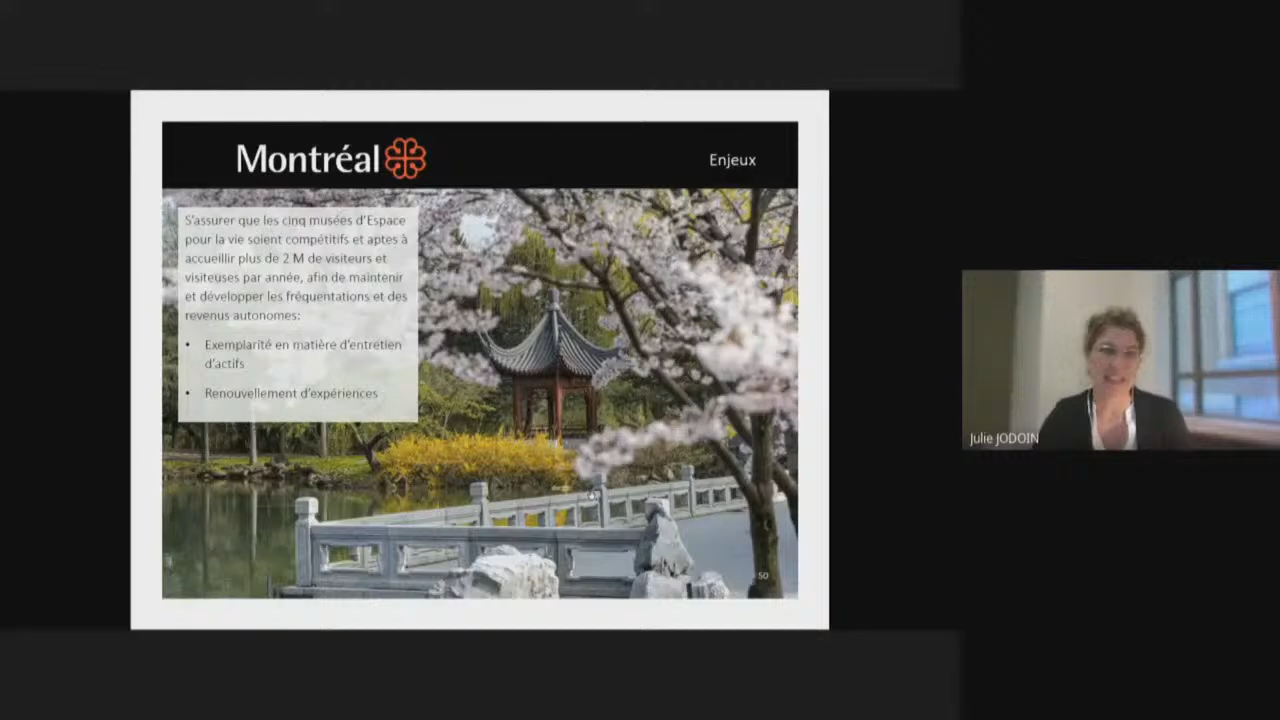 Montréal
Enjeux
S'assurer que les cinq musées d'Espace
pour la vie soient compétitifs et aptes à
accueillir plus de 2 M de visiteurs et
visiteuses par année, afin de maintenir
et développer les fréquentations et des
revenus autonomes:
• Exemplarité en matière d'entretien
d'actifs
• Renouvellement d'expériences
50
Julie JODOIN